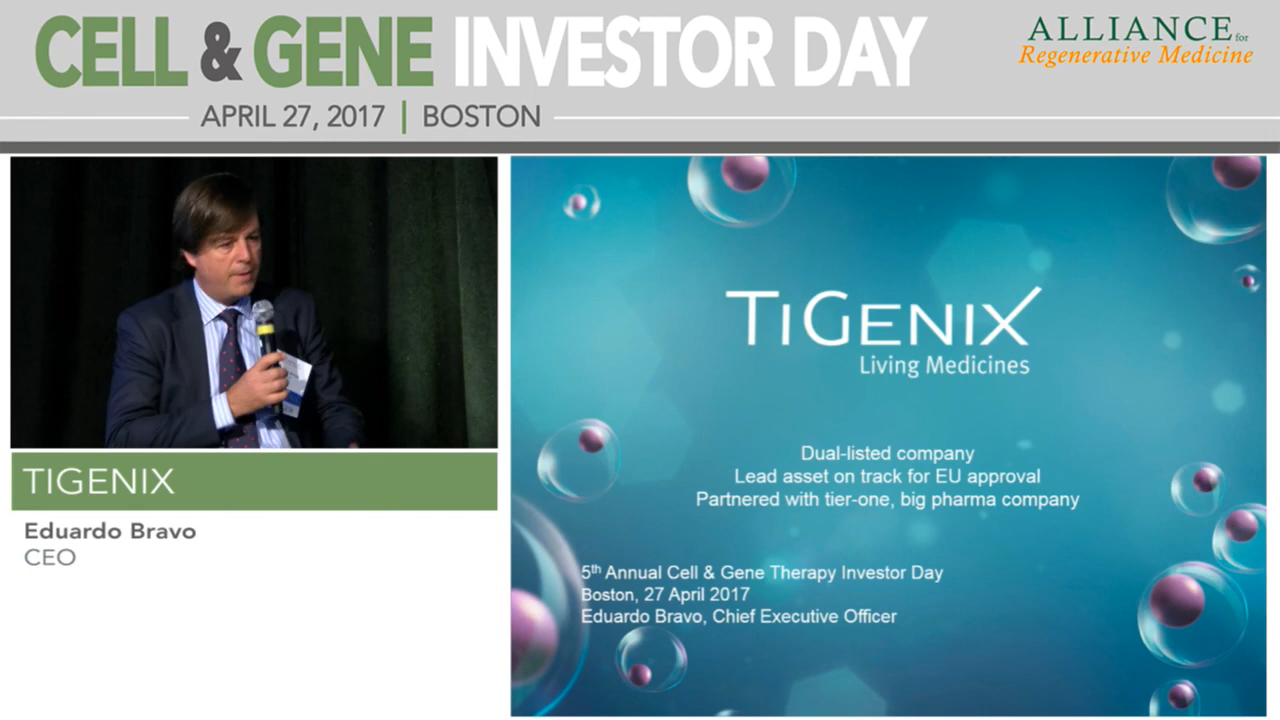 CELL & GENE INVESTOR DAY
APRIL 27, 2017 | BOSTON
ALLIANCE for
Regenerative Medicine
TIGENIX
Eduardo Bravo
CEO
TIGENIX
Living Medicines
Dual-listed company
Lead asset on track for EU approval
Partnered with tier-one, big pharma company
5th Annual Cell & Gene Therapy Investor Day
Boston, 27 April 2017
Eduardo Bravo, Chief Executive Officer